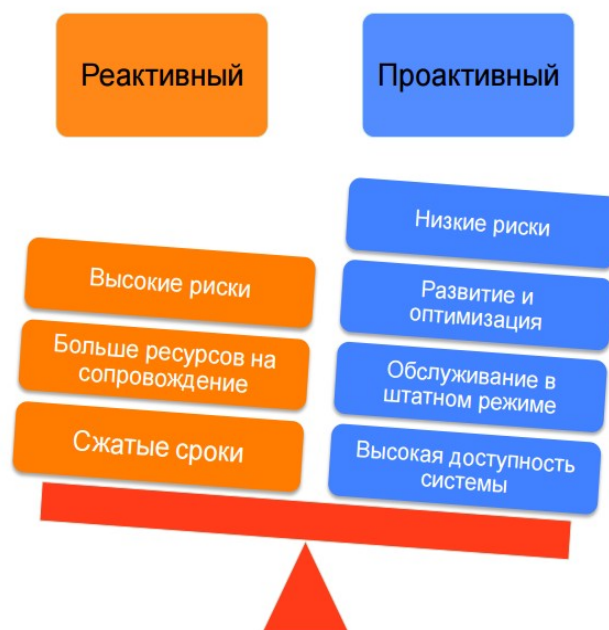 Реактивный
Проактивный
Высокие риски
Больше ресурсов на
сопровождение
Сжатые сроки
Низкие риски
Развитие и
оптимизация
Обслуживание в
штатном режиме
Высокая доступность
системы